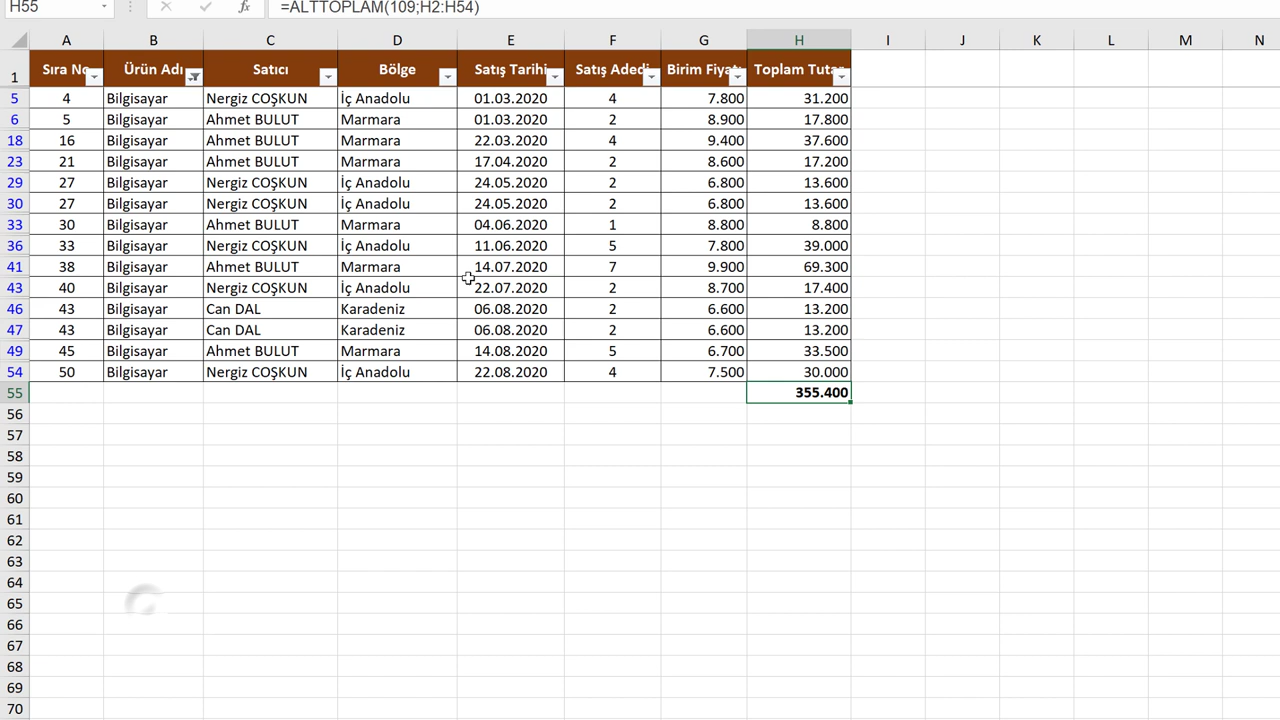 H55 fx =ALTTOPLAM(109;H2:H54)
A B C D E F G H I J K L M N
1 Sıra No Ürün Adı Satıcı Bölge Satış Tarihi Satış Adedi Birim Fiyat Toplam Tutar
5 4 Bilgisayar Nergiz COŞKUN İç Anadolu 01.03.2020 4 7.800 31.200
6 5 Bilgisayar Ahmet BULUT Marmara 01.03.2020 2 8.900 17.800
18 16 Bilgisayar Ahmet BULUT Marmara 22.03.2020 4 9.400 37.600
23 21 Bilgisayar Ahmet BULUT Marmara 17.04.2020 2 8.600 17.200
29 27 Bilgisayar Nergiz COŞKUN İç Anadolu 24.05.2020 2 6.800 13.600
30 27 Bilgisayar Nergiz COŞKUN İç Anadolu 24.05.2020 2 6.800 13.600
33 30 Bilgisayar Ahmet BULUT Marmara 04.06.2020 1 8.800 8.800
36 33 Bilgisayar Nergiz COŞKUN İç Anadolu 11.06.2020 5 7.800 39.000
41 38 Bilgisayar Ahmet BULUT Marmara 14.07.2020 7 9.900 69.300
43 40 Bilgisayar Nergiz COŞKUN İç Anadolu 22.07.2020 2 8.700 17.400
46 43 Bilgisayar Can DAL Karadeniz 06.08.2020 2 6.600 13.200
47 43 Bilgisayar Can DAL Karadeniz 06.08.2020 2 6.600 13.200
49 45 Bilgisayar Ahmet BULUT Marmara 14.08.2020 5 6.700 33.500
54 50 Bilgisayar Nergiz COŞKUN İç Anadolu 22.08.2020 4 7.500 30.000
55 355.400
56
57
58
59
60
61
62
63
64
65
66
67
68
69
70